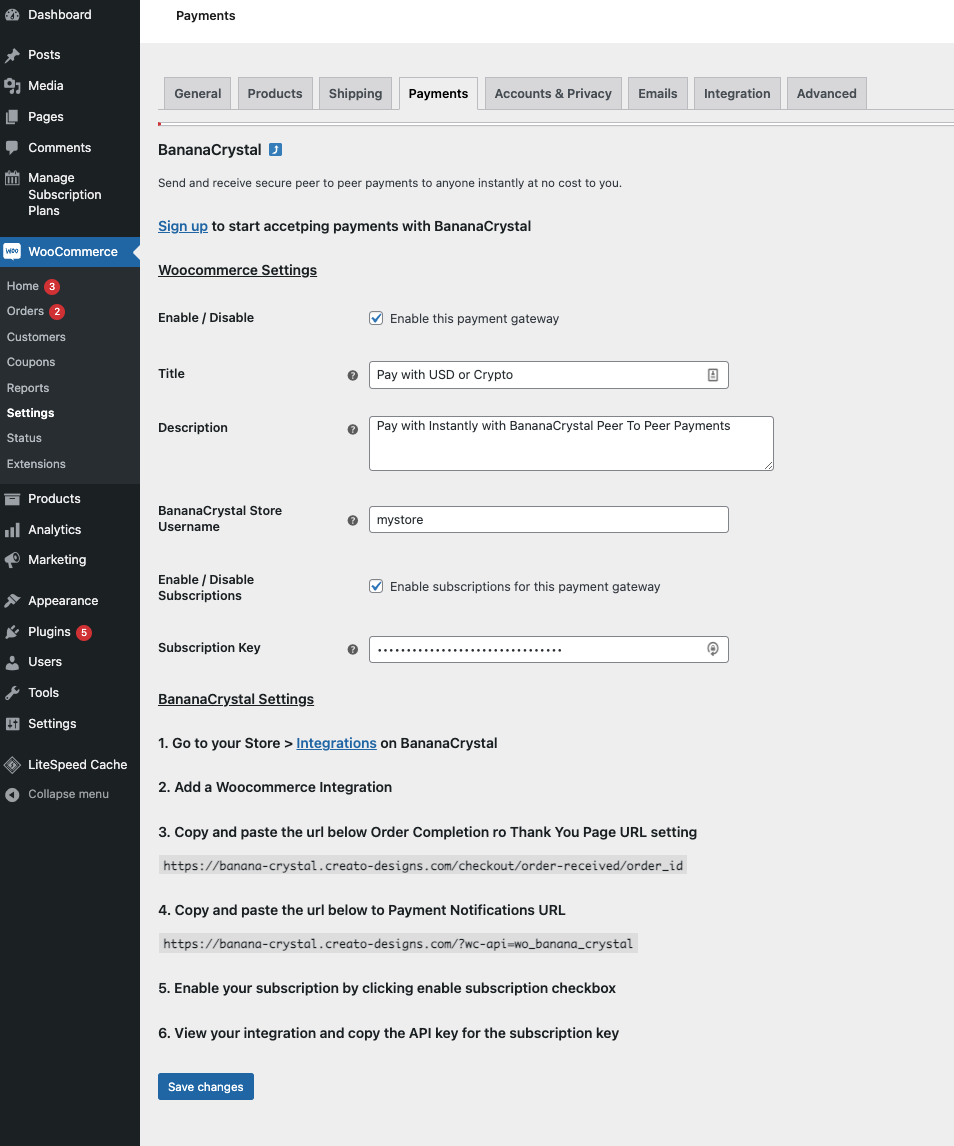 Dashboard
Posts
Media
Pages
Comments
Manage
Subscription
Plans
WooCommerce
Home 3
Orders 2
Customers
Coupons
Reports
Settings
Status
Extensions
Products
Analytics
Marketing
Appearance
Plugins 5
Users
Tools
Settings
LiteSpeed Cache
Collapse menu
Payments
General Products Shipping Payments Accounts & Privacy Emails Integration Advanced
BananaCrystal
Send and receive secure peer to peer payments to anyone instantly at no cost to you.
Sign up to start accetping payments with BananaCrystal
Woocommerce Settings
Enable / Disable
Enable this payment gateway
Title
Pay with USD or Crypto
Description
Pay with Instantly with BananaCrystal Peer To Peer Payments
BananaCrystal Store
Username
mystore
Enable / Disable
Subscriptions
Enable subscriptions for this payment gateway
Subscription Key
BananaCrystal Settings
1. Go to your Store > Integrations on BananaCrystal
2. Add a Woocommerce Integration
3. Copy and paste the url below Order Completion ro Thank You Page URL setting
https://banana-crystal.creato-designs.com/checkout/order-received/order_id
4. Copy and paste the url below to Payment Notifications URL
https://banana-crystal.creato-designs.com/?wc-api=wo_banana_crystal
5. Enable your subscription by clicking enable subscription checkbox
6. View your integration and copy the API key for the subscription key
Save changes